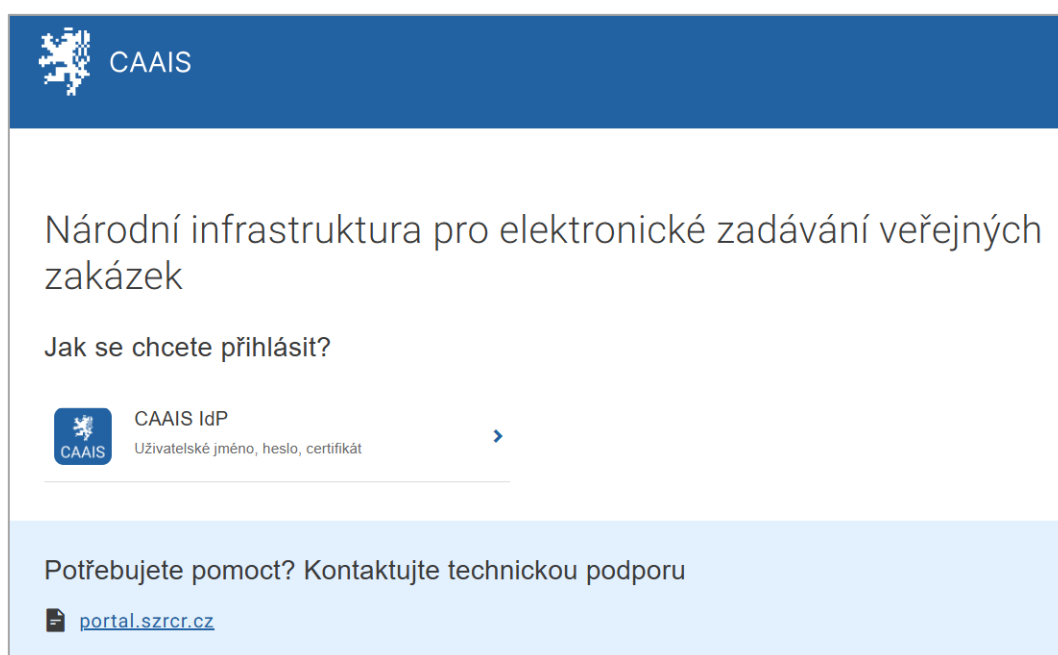 CAAIS
Národní infrastruktura pro elektronické zadávání veřejných
zakázek
Jak se chcete přihlásit?
CAAIS IdP
CAAIS
Uživatelské jméno, heslo, certifikát
Potřebujete pomoct? Kontaktujte technickou podporu
portal.szrcr.cz